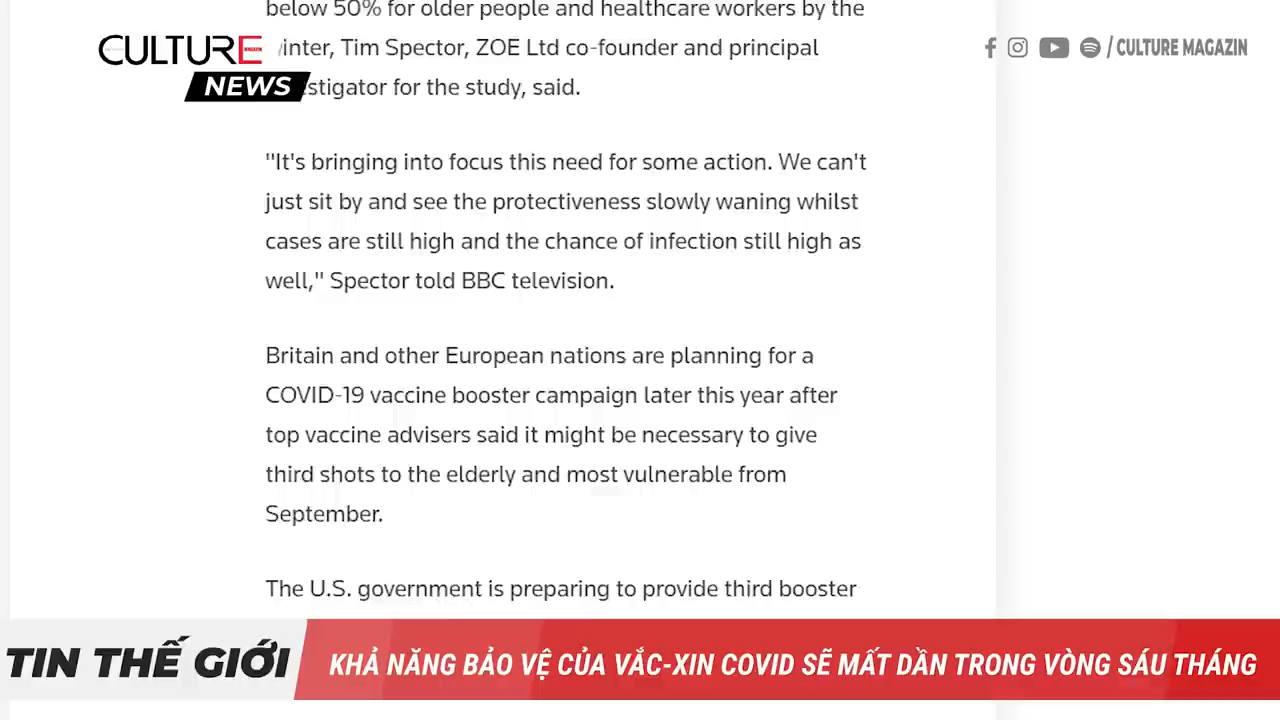 below 50% for older people and healthcare workers by the
CULTURE
inter, Tim Spector, ZOE Ltd co-founder and principal
/ CULTURE MAGAZIN
NEWS
stigator for the study, said.
"It's bringing into focus this need for some action. We can't
just sit by and see the protectiveness slowly waning whilst
cases are still high and the chance of infection still high as
well," Spector told BBC television.
Britain and other European nations are planning for a
COVID-19 vaccine booster campaign later this year after
top vaccine advisers said it might be necessary to give
third shots to the elderly and most vulnerable from
September.
The U.S. government is preparing to provide third booster
TIN THẾ GIỚI
KHẢ NĂNG BẢO VỆ CỦA VẮC-XIN COVID SẼ MẤT DẦN TRONG VÒNG SÁU THÁNG